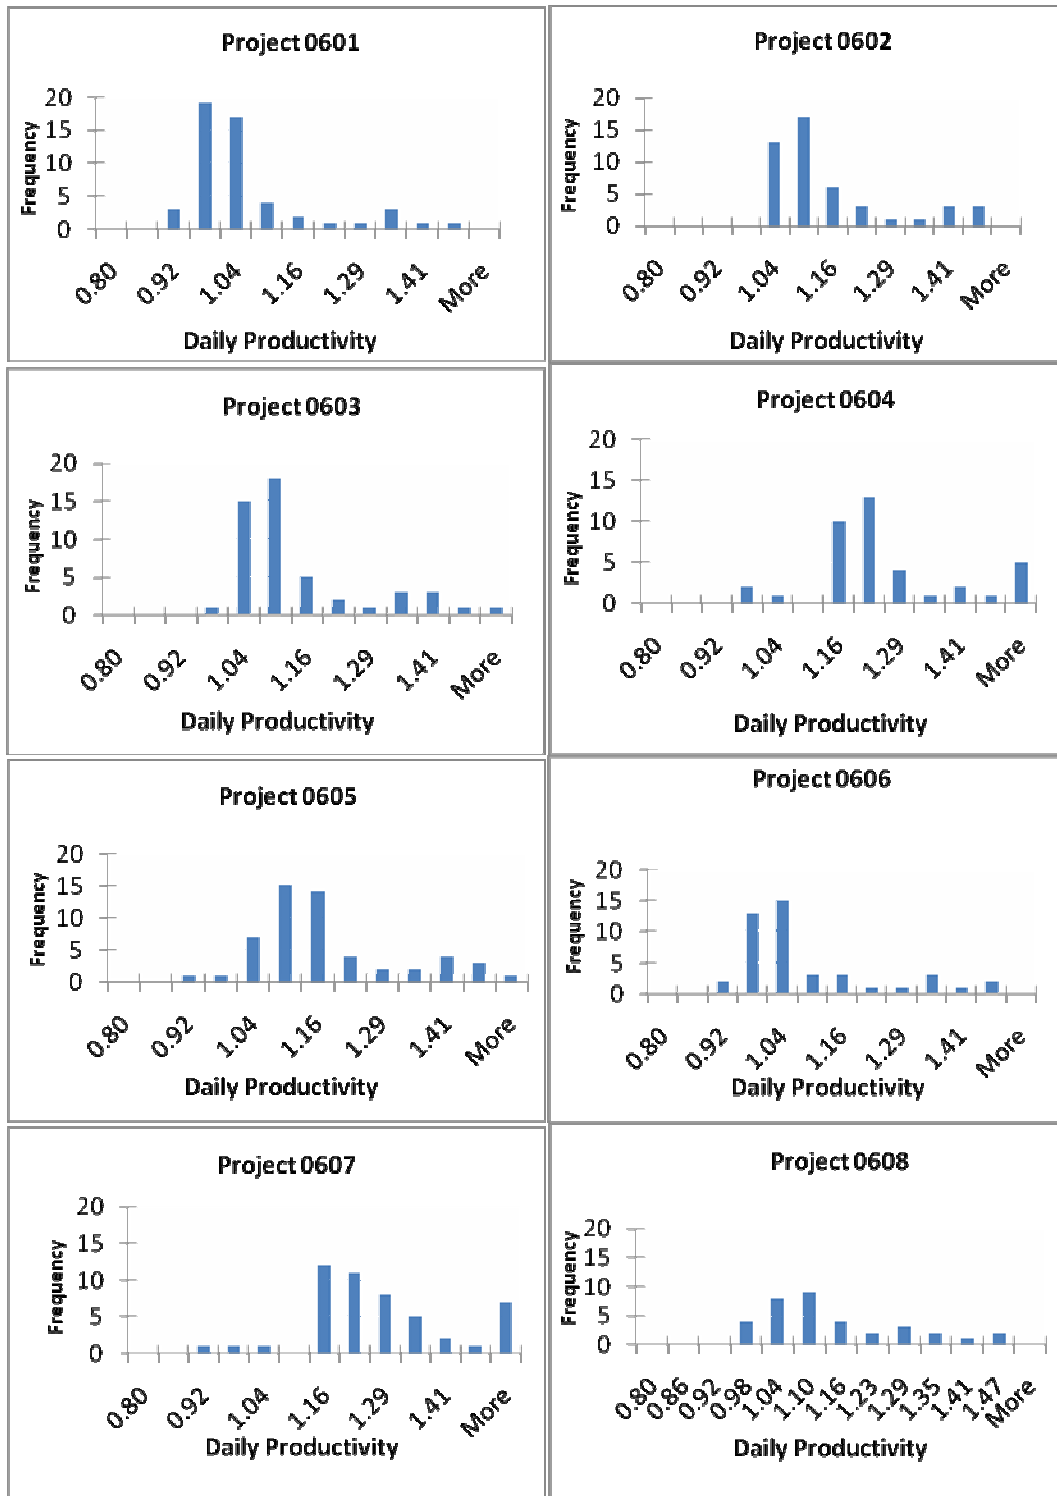 Project 0601
20
15
10
5
0
Frequency
0.80 0.92 1.04 1.16 1.29 1.41 More
Daily Productivity
Project 0602
20
15
10
5
0
Frequency
0.80 0.92 1.04 1.16 1.29 1.41 More
Daily Productivity
Project 0603
20
15
10
5
0
Frequency
0.80 0.92 1.04 1.16 1.29 1.41 More
Daily Productivity
Project 0604
20
15
10
5
0
Frequency
0.80 0.92 1.04 1.16 1.29 1.41 More
Daily Productivity
Project 0605
20
15
10
5
0
Frequency
0.80 0.92 1.04 1.16 1.29 1.41 More
Daily Productivity
Project 0606
20
15
10
5
0
Frequency
0.80 0.92 1.04 1.16 1.29 1.41 More
Daily Productivity
Project 0607
20
15
10
5
0
Frequency
0.80 0.92 1.04 1.16 1.29 1.41 More
Daily Productivity
Project 0608
20
15
10
5
0
Frequency
0.80 0.86 0.92 0.98 1.04 1.10 1.16 1.23 1.29 1.35 1.41 1.47 More
Daily Productivity